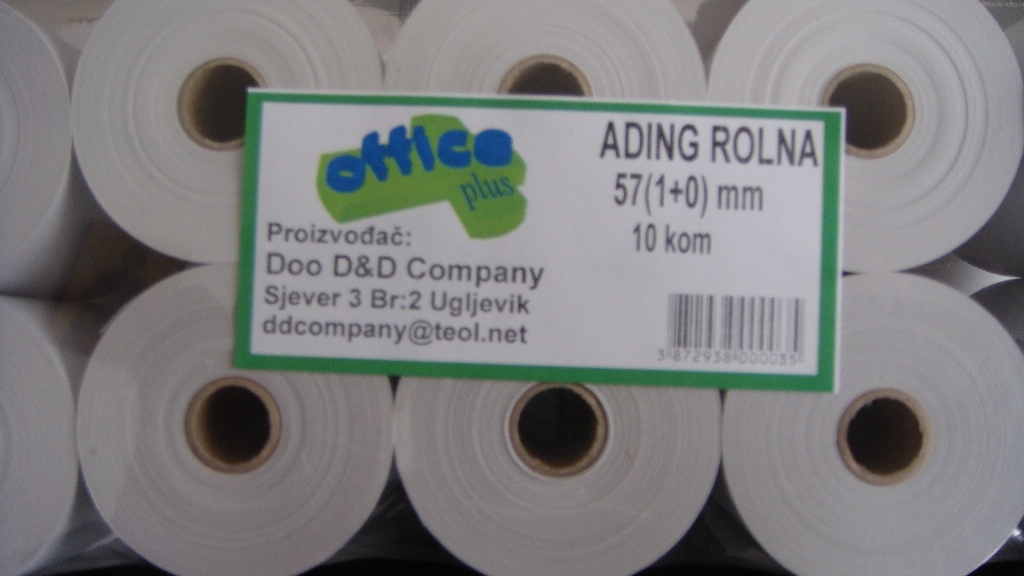 office
plus
ADING ROLNA
57(1+0) mm
10 kom
Proizvođač:
Doo D&D Company
Sjever 3 Br:2 Ugljevik
ddcompany@teol.net
3 872938 000035